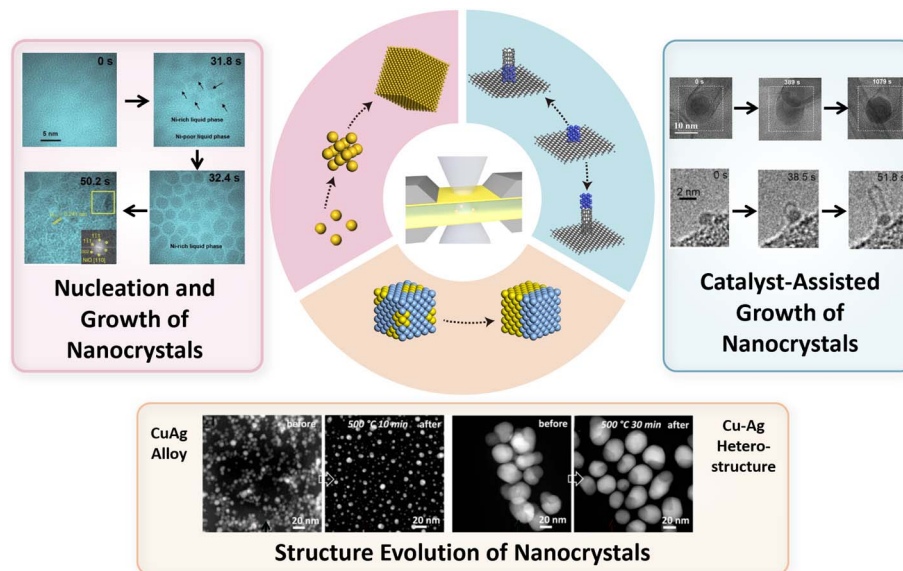 0 s
31.8 s
Ni-rich liquid phase
Ni-poor liquid phase
5 nm
50.2 s
32.4 s
Ni-rich liquid phase
Nucleation and
Growth of
Nanocrystals
0 s
399 s
1079 s
10 nm
0 s
38.5 s
51.8 s
2 nm
Catalyst-Assisted
Growth of
Nanocrystals
CuAg
Alloy
before
500 °C 10 min after
before
500 °C 30 min after
20 nm
20 nm
20 nm
20 nm
Cu-Ag
Hetero-
structure
Structure Evolution of Nanocrystals